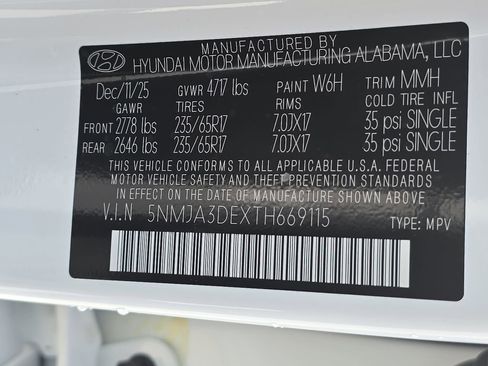 MANUFACTURED BY
HYUNDAI MOTOR MANUFACTURING ALABAMA, LLC
Dec/11/25 GVWR 4717 lbs PAINT W6H TRIM MMH
GAWR TIRES RIMS COLD TIRE INFL
FRONT 2778 lbs 235/65R17 7.0JX17 35 psi SINGLE
REAR 2646 lbs 235/65R17 7.0JX17 35 psi SINGLE
THIS VEHICLE CONFORMS TO ALL APPLICABLE U.S.A. FEDERAL
MOTOR VEHICLE SAFETY AND THEFT PREVENTION STANDARDS
IN EFFECT ON THE DATE OF MANUFACTURE SHOWN ABOVE
V.I.N 5NMJA3DEXTH669115 TYPE: MPV